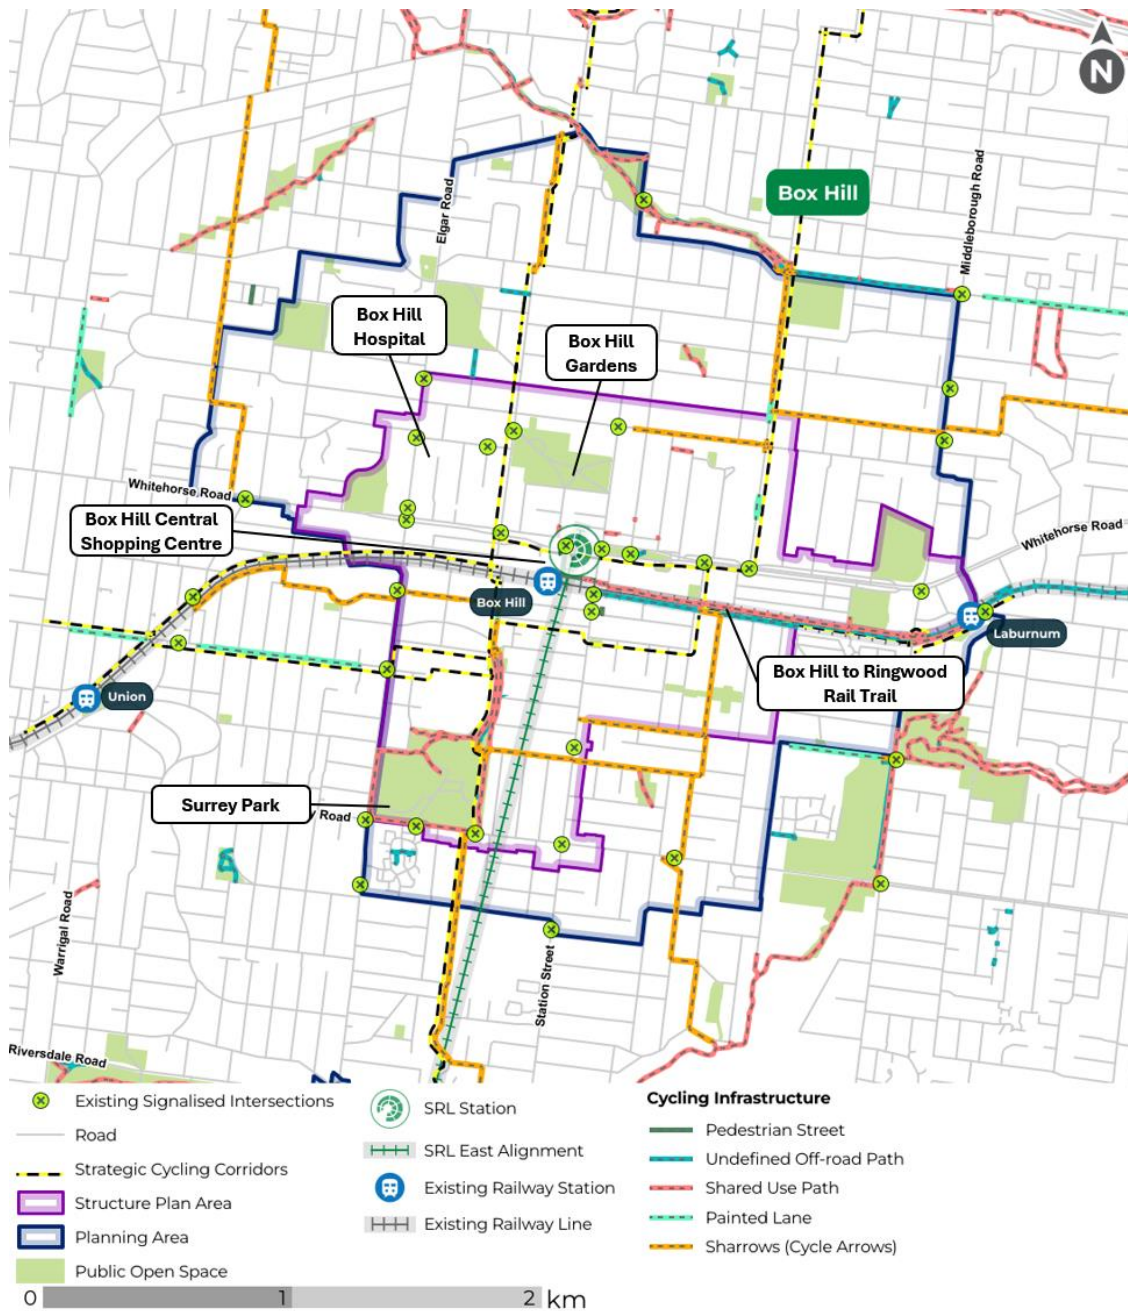 N
Box Hill
Middleborough Road
Elgar Road
Box Hill
Hospital
Box Hill
Gardens
Whitehorse Road
Box Hill Central
Shopping Centre
Whitehorse Road
Box Hill
Laburnum
Box Hill to Ringwood
Rail Trail
Union
Surrey Park
y Road
Warrigal Road
Station Street
Riversdale Road
Existing Signalised Intersections
Road
Strategic Cycling Corridors
Structure Plan Area
Planning Area
Public Open Space
SRL Station
SRL East Alignment
Existing Railway Station
Existing Railway Line
Cycling Infrastructure
Pedestrian Street
Undefined Off-road Path
Shared Use Path
Painted Lane
Sharrows (Cycle Arrows)
0 1 2 km